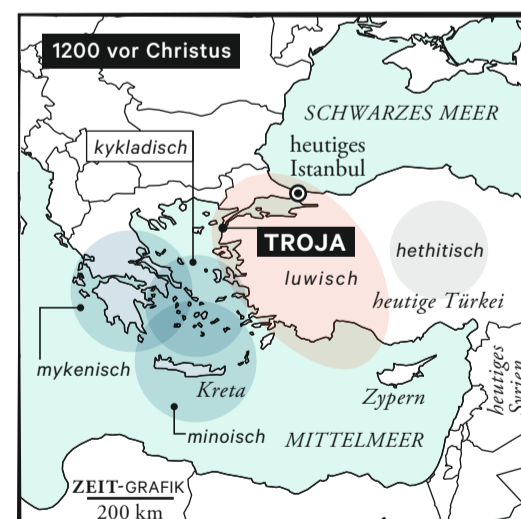 1200 vor Christus
SCHWARZES MEER
kykladisch
heutiges
Istanbul
TROJA
hethitisch
luwisch
heutige Türkei
mykenisch
Kreta
Zypern
heutiges
Syrien
minoisch
MITTELMEER
ZEIT-GRAFIK
200 km